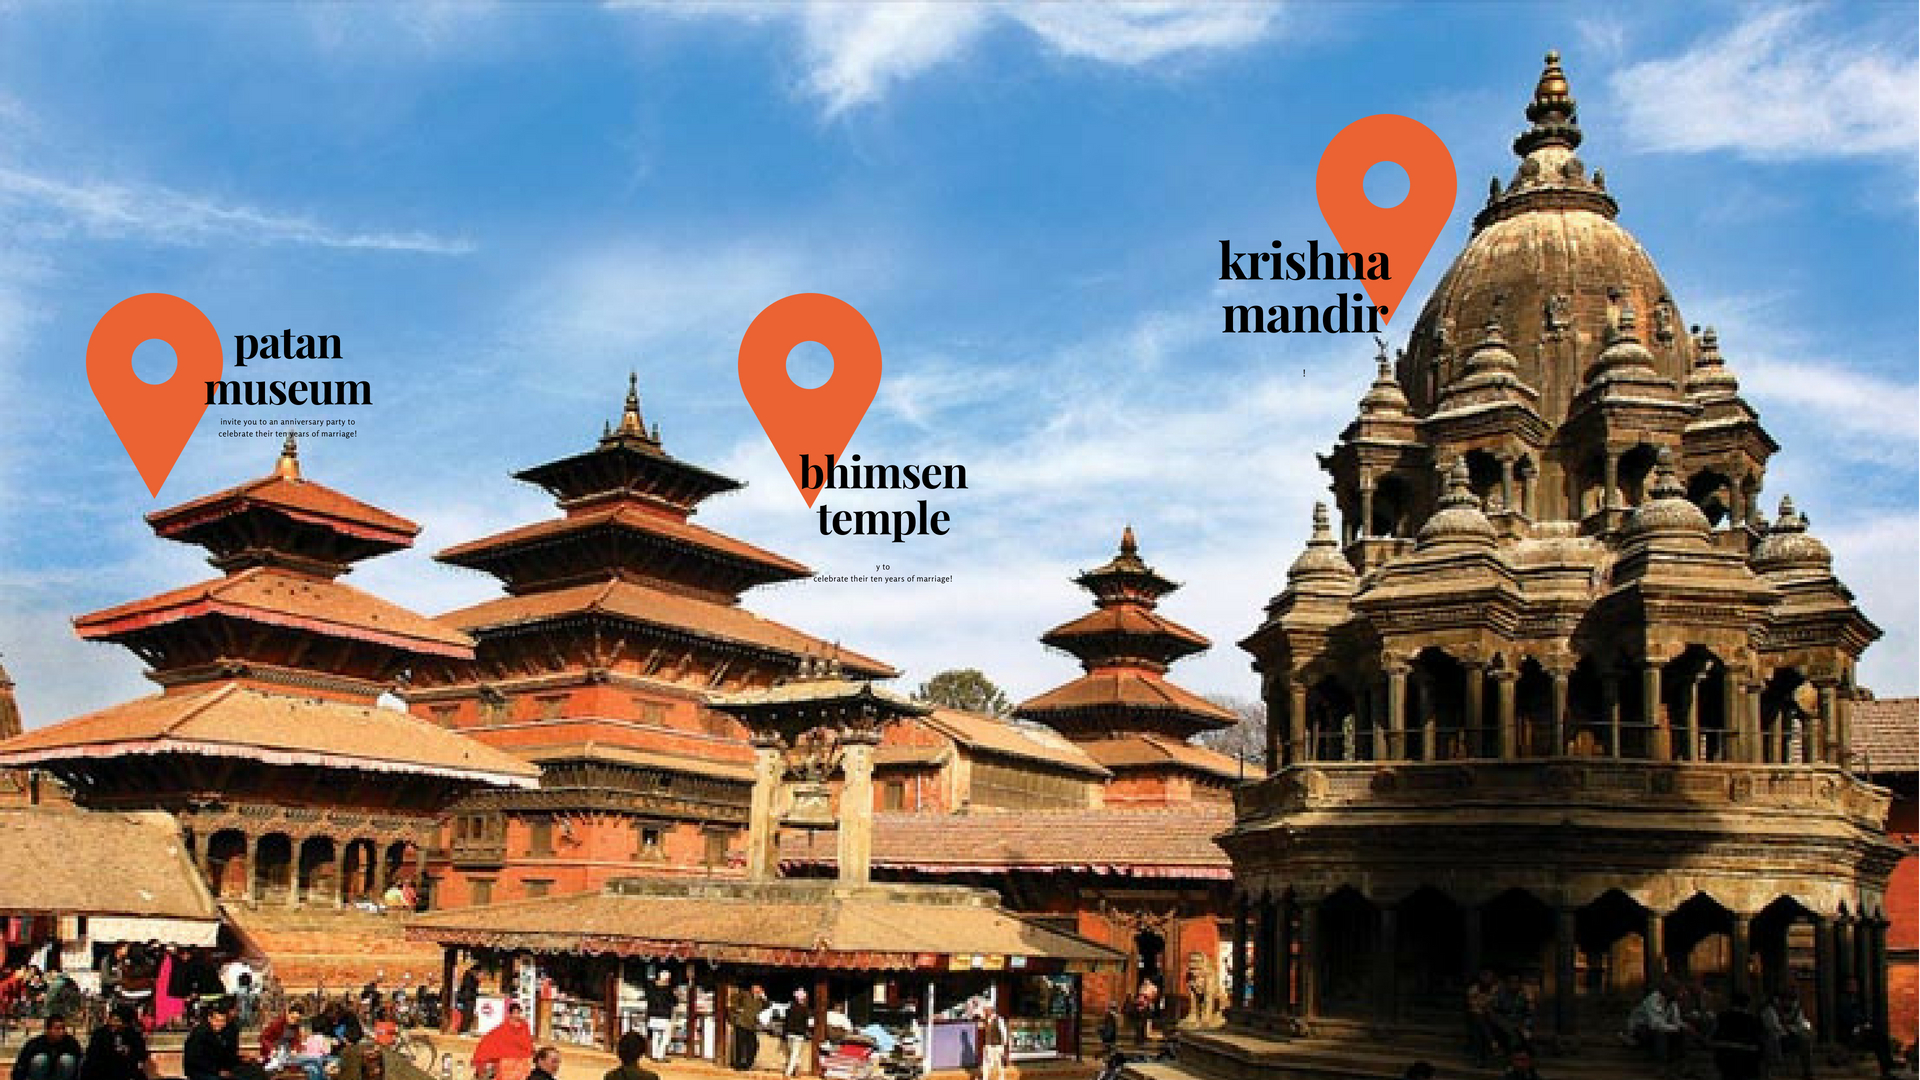 patan
museum
invite you to an anniversary party to
celebrate their ten years of marriage!
bhimsen
temple
y to
celebrate their ten years of marriage!
krishna
mandir
!